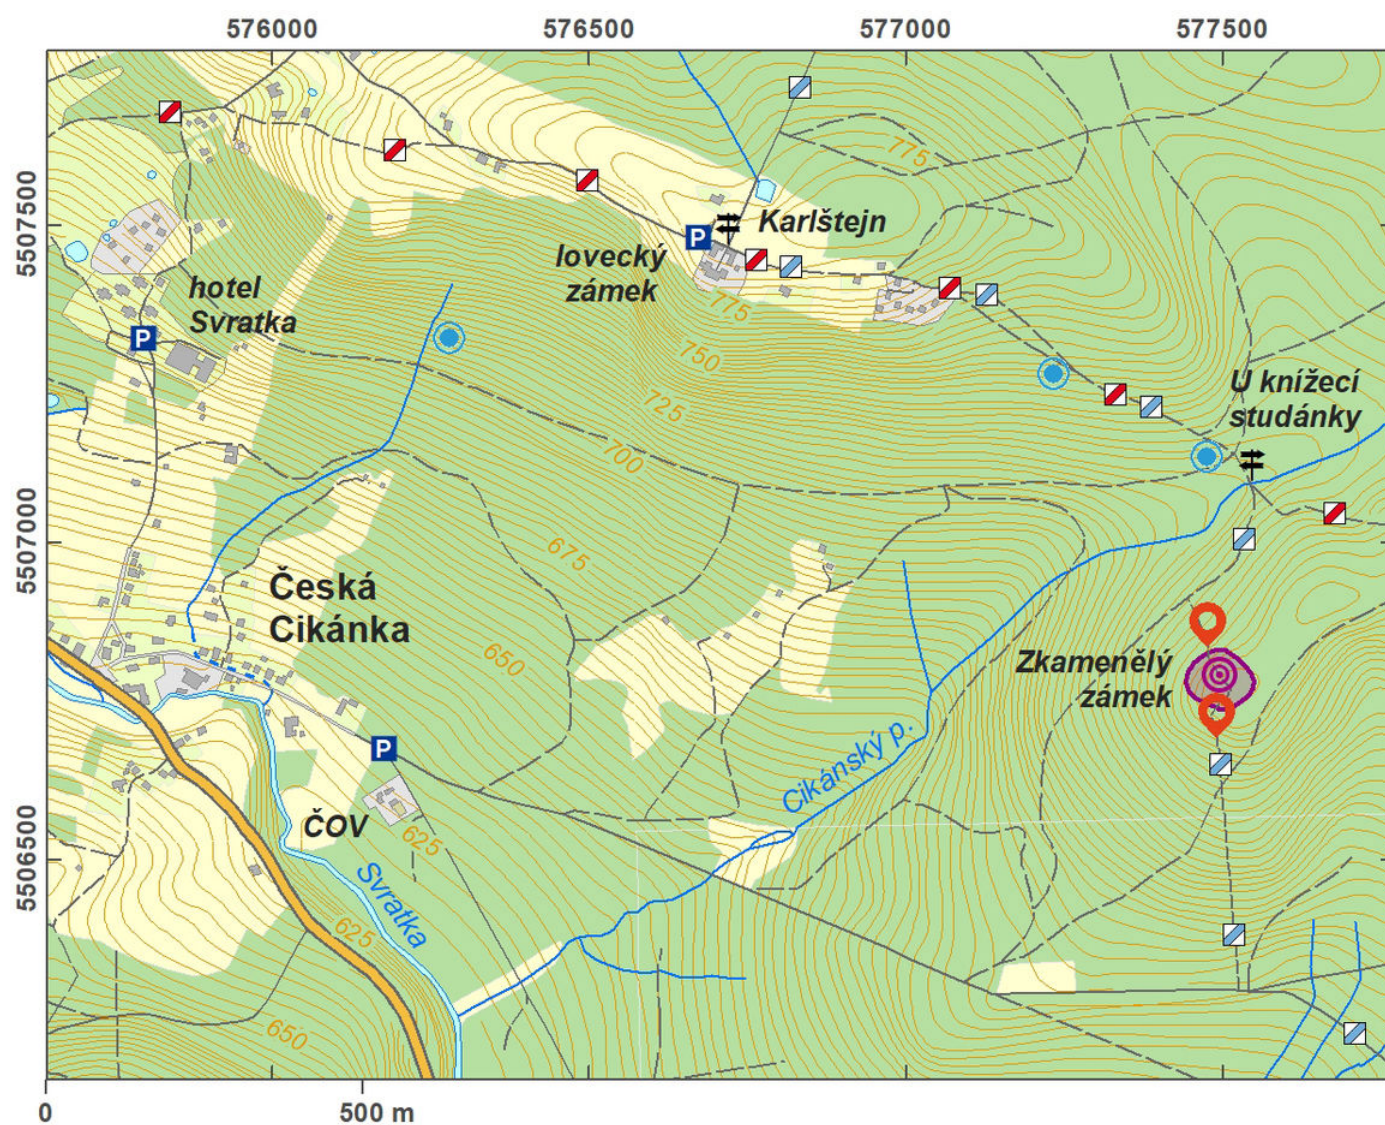 576000
576500
577000
577500
5507500
5507000
5506500
775
Karlštejn
P
lovecký
zámek
775
hotel
Svratka
P
750
725
700
U knížecí
studánky
675
Česká
Cikánka
650
Zkamenělý
zámek
P
Cikánský p.
ČOV
625
Svratka
625
650
0
500 m